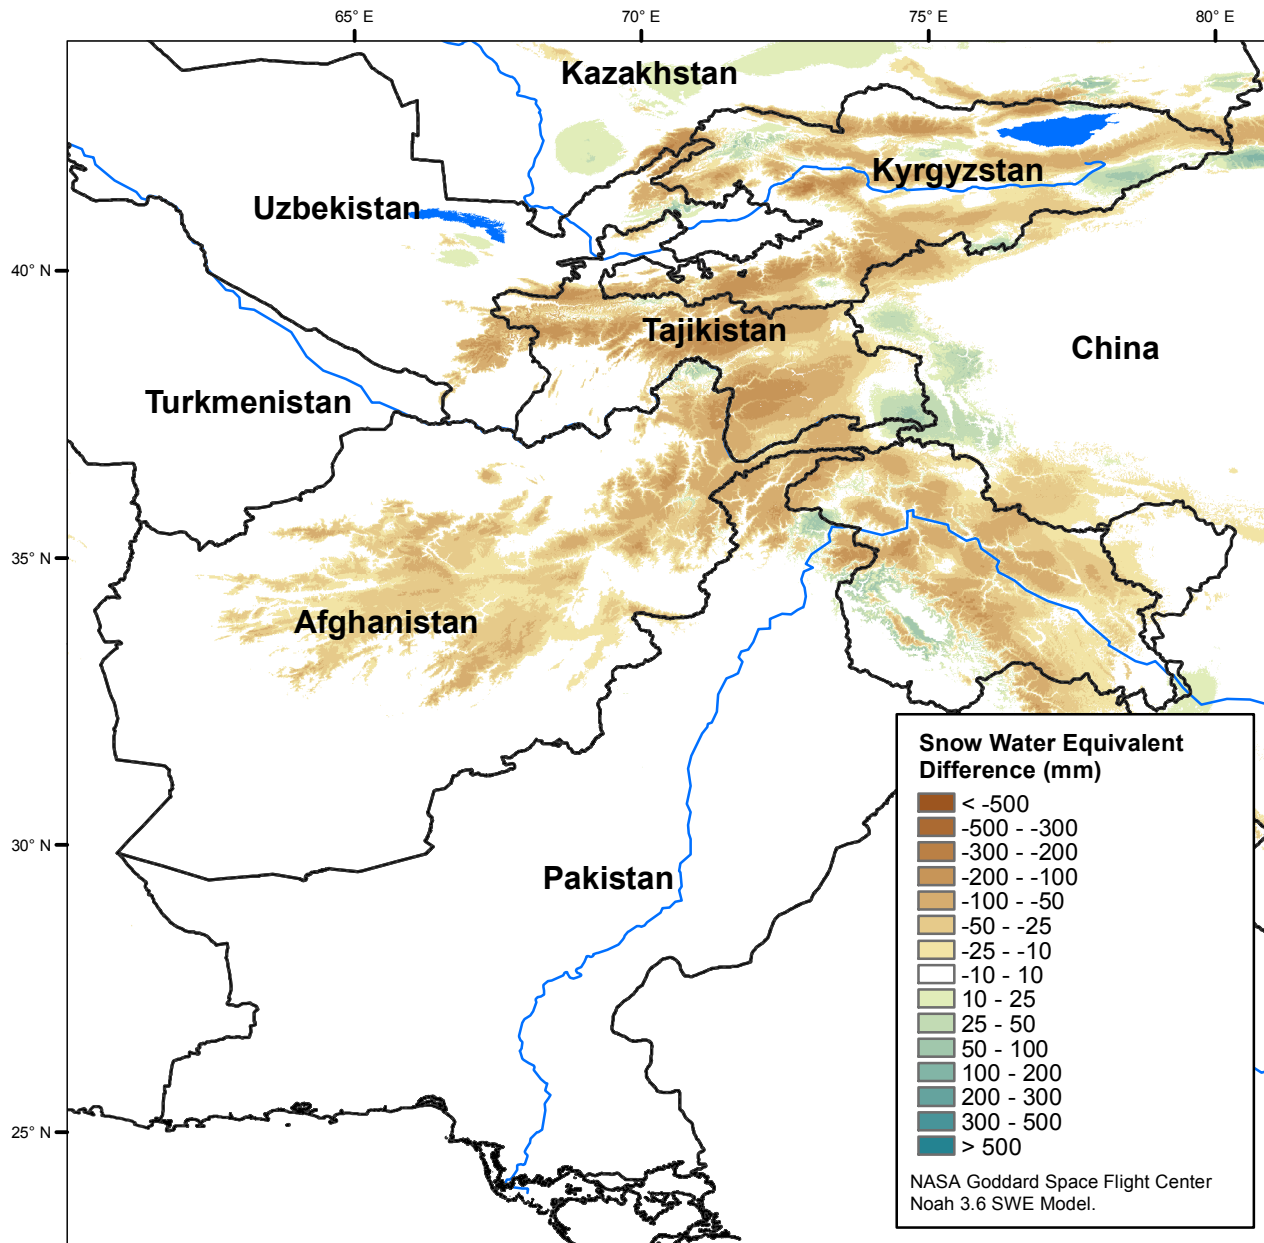 65° E
70° E
75° E
80° E
Kazakhstan
Kyrgyzstan
Uzbekistan
40° N
Tajikistan
China
Turkmenistan
35° N
Afghanistan
Snow Water Equivalent
Difference (mm)
< -500
-500 - -300
-300 - -200
-200 - -100
-100 - -50
-50 - -25
-25 - -10
-10 - 10
10 - 25
25 - 50
50 - 100
100 - 200
200 - 300
300 - 500
> 500
NASA Goddard Space Flight Center
Noah 3.6 SWE Model.
30° N
Pakistan
25° N